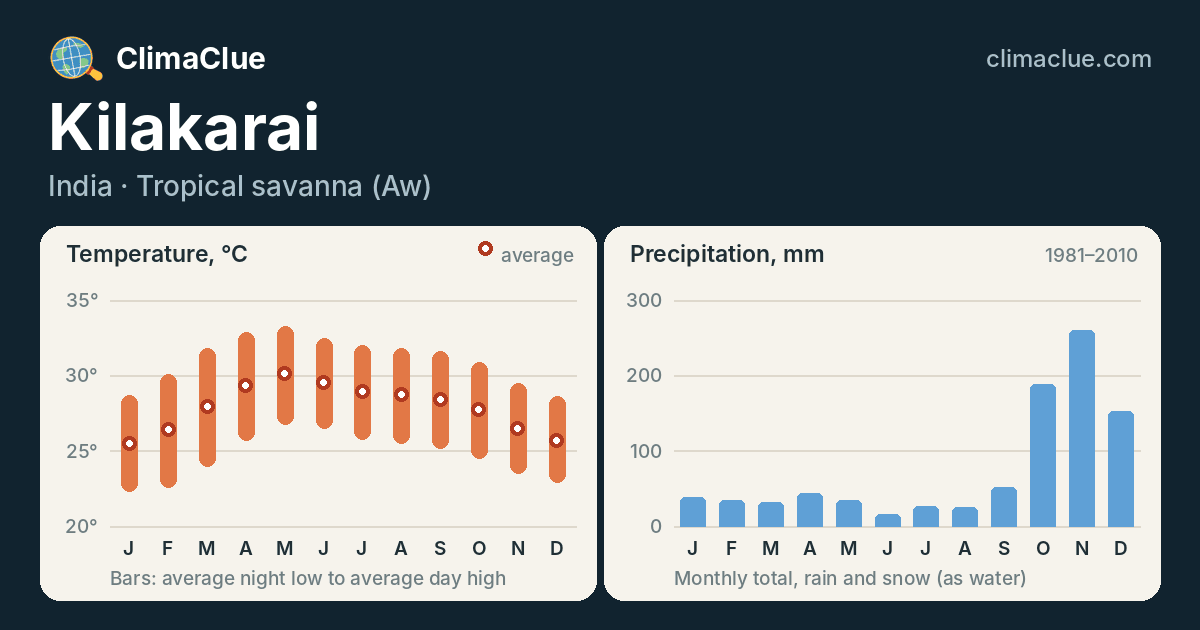 ClimaClue
climaclue.com
Kilakarai
India · Tropical savanna (Aw)
Temperature, °C
average
35°
30°
25°
20°
J F M A M J J A S O N D
Bars: average night low to average day high
Precipitation, mm
1981–2010
300
200
100
0
J F M A M J J A S O N D
Monthly total, rain and snow (as water)